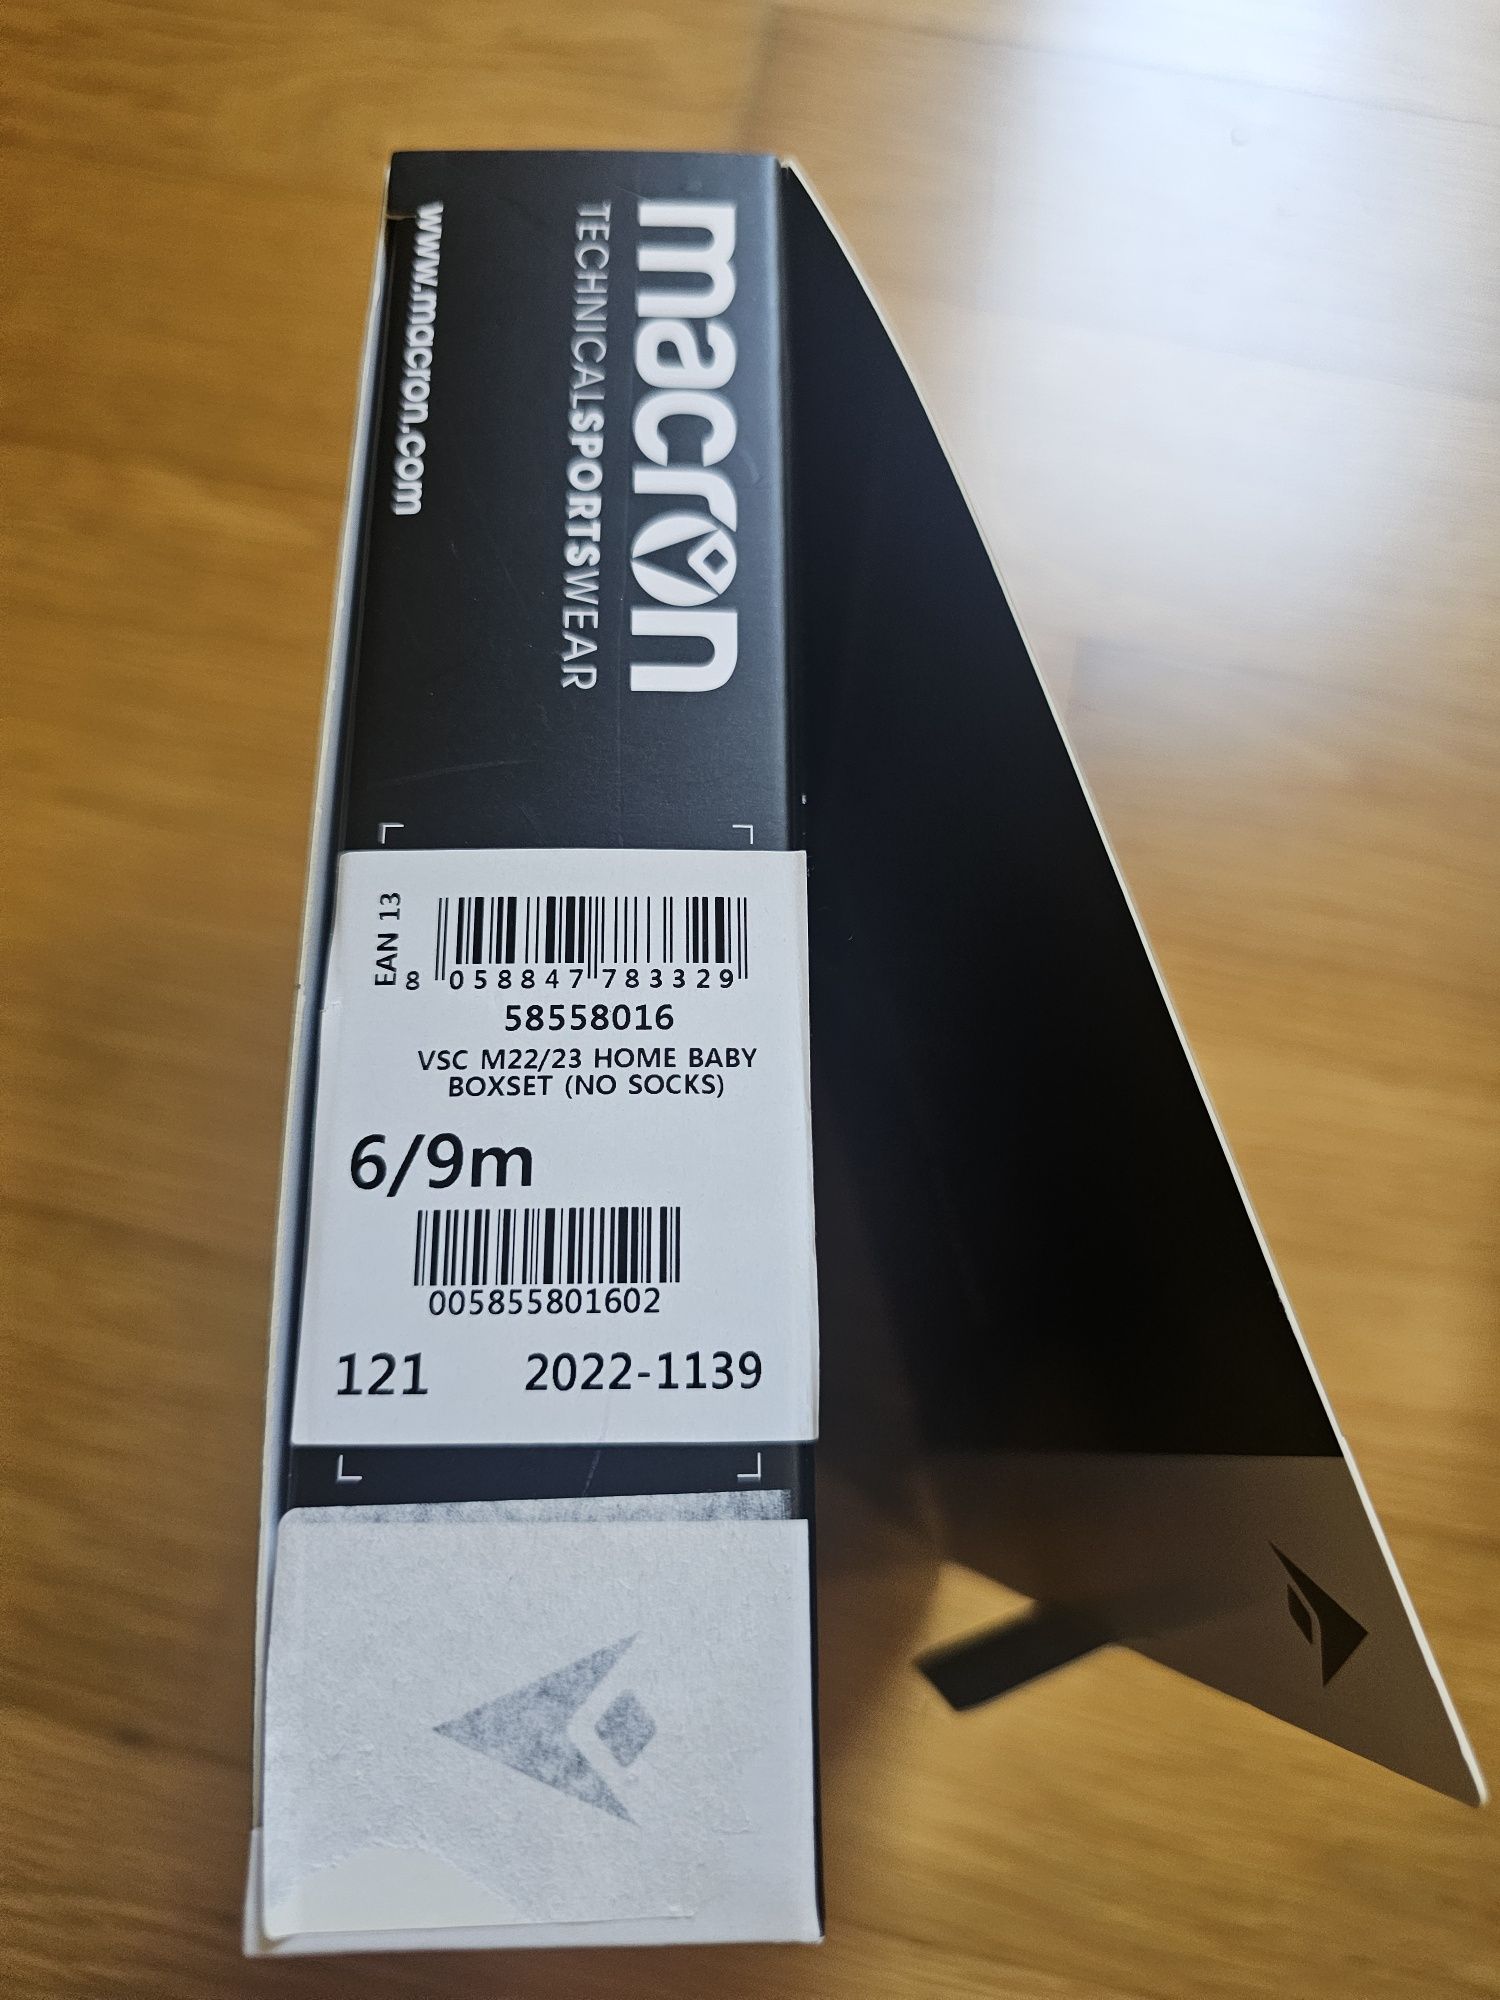 macron
TECHNICALSPORTSWEAR
www.macron.com
EAN 13
8 058847 783329
58558016
VSC M22/23 HOME BABY
BOXSET (NO SOCKS)
6/9m
005855801602
121 2022-1139